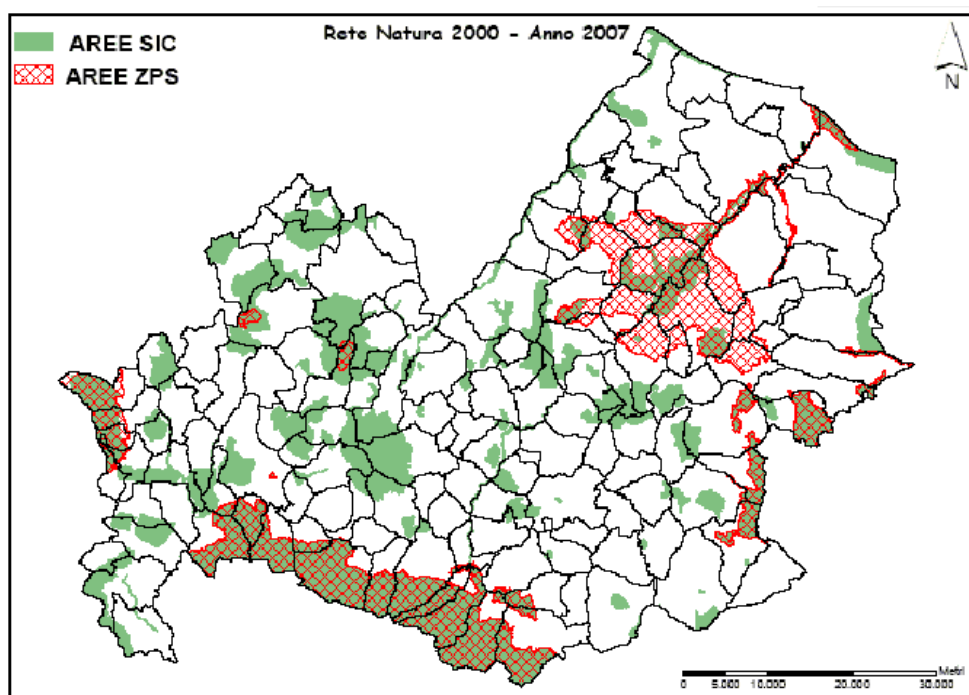 Rete Natura 2000 - Anno 2007
AREE SIC
AREE ZPS
N
Metri
0 5.000 10.000 20.000 30.000